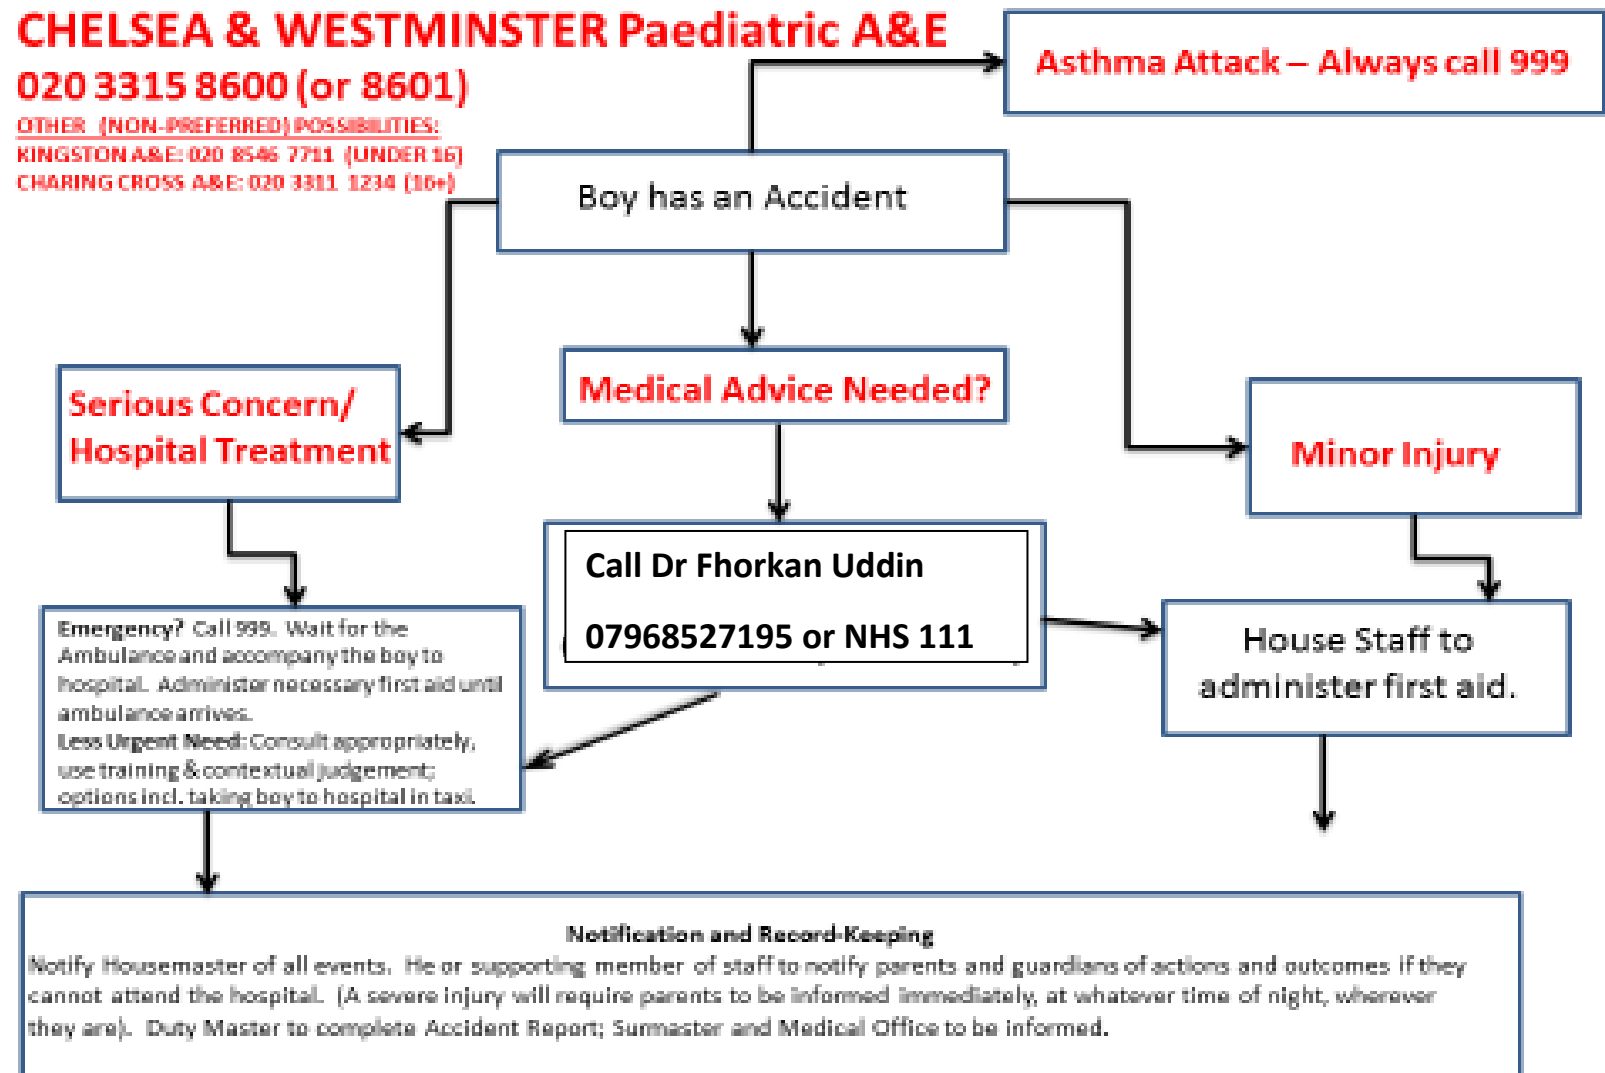 CHELSEA & WESTMINSTER Paediatric A&E
020 3315 8600 (or 8601)
OTHER (NON-PREFERRED) POSSIBILITIES:
KINGSTON A&E: 020 8546 7711 (UNDER 16)
CHARING CROSS A&E: 020 3311 1234 (16+)
Asthma Attack – Always call 999
Boy has an Accident
Serious Concern/
Hospital Treatment
Medical Advice Needed?
Minor Injury
Call Dr Fhorkan Uddin
07968527195 or NHS 111
Emergency? Call 999. Wait for the
Ambulance and accompany the boy to
hospital. Administer necessary first aid until
ambulance arrives.
Less Urgent Need: Consult appropriately,
use training & contextual judgement;
options incl. taking boy to hospital in taxi.
House Staff to
administer first aid.
Notification and Record-Keeping
Notify Housemaster of all events. He or supporting member of staff to notify parents and guardians of actions and outcomes if they
cannot attend the hospital. (A severe injury will require parents to be informed immediately, at whatever time of night, wherever
they are). Duty Master to complete Accident Report; Surmaster and Medical Office to be informed.